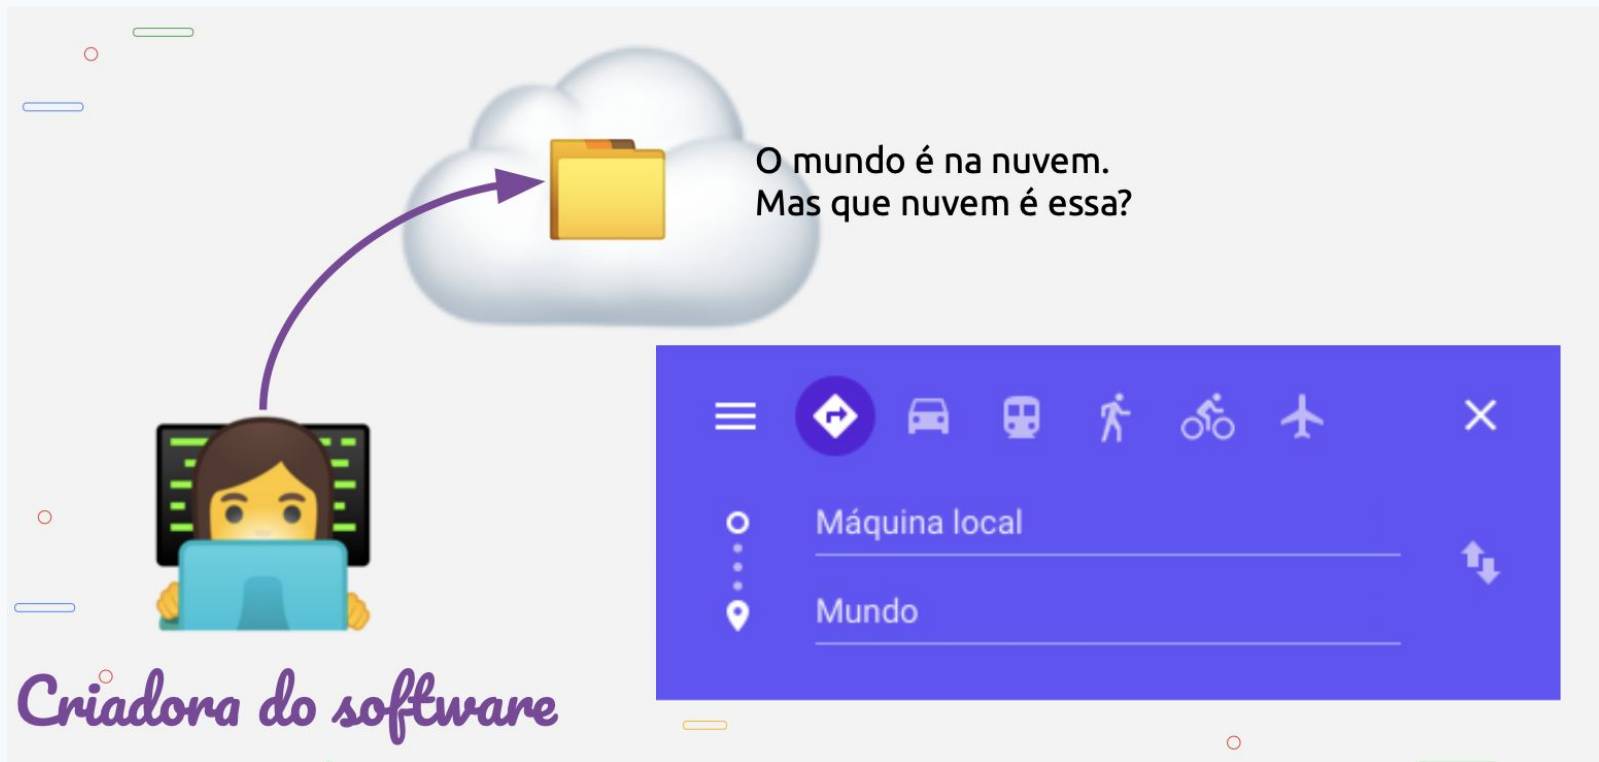 O mundo é na nuvem.
Mas que nuvem é essa?
Máquina local
Mundo
Criadora do software